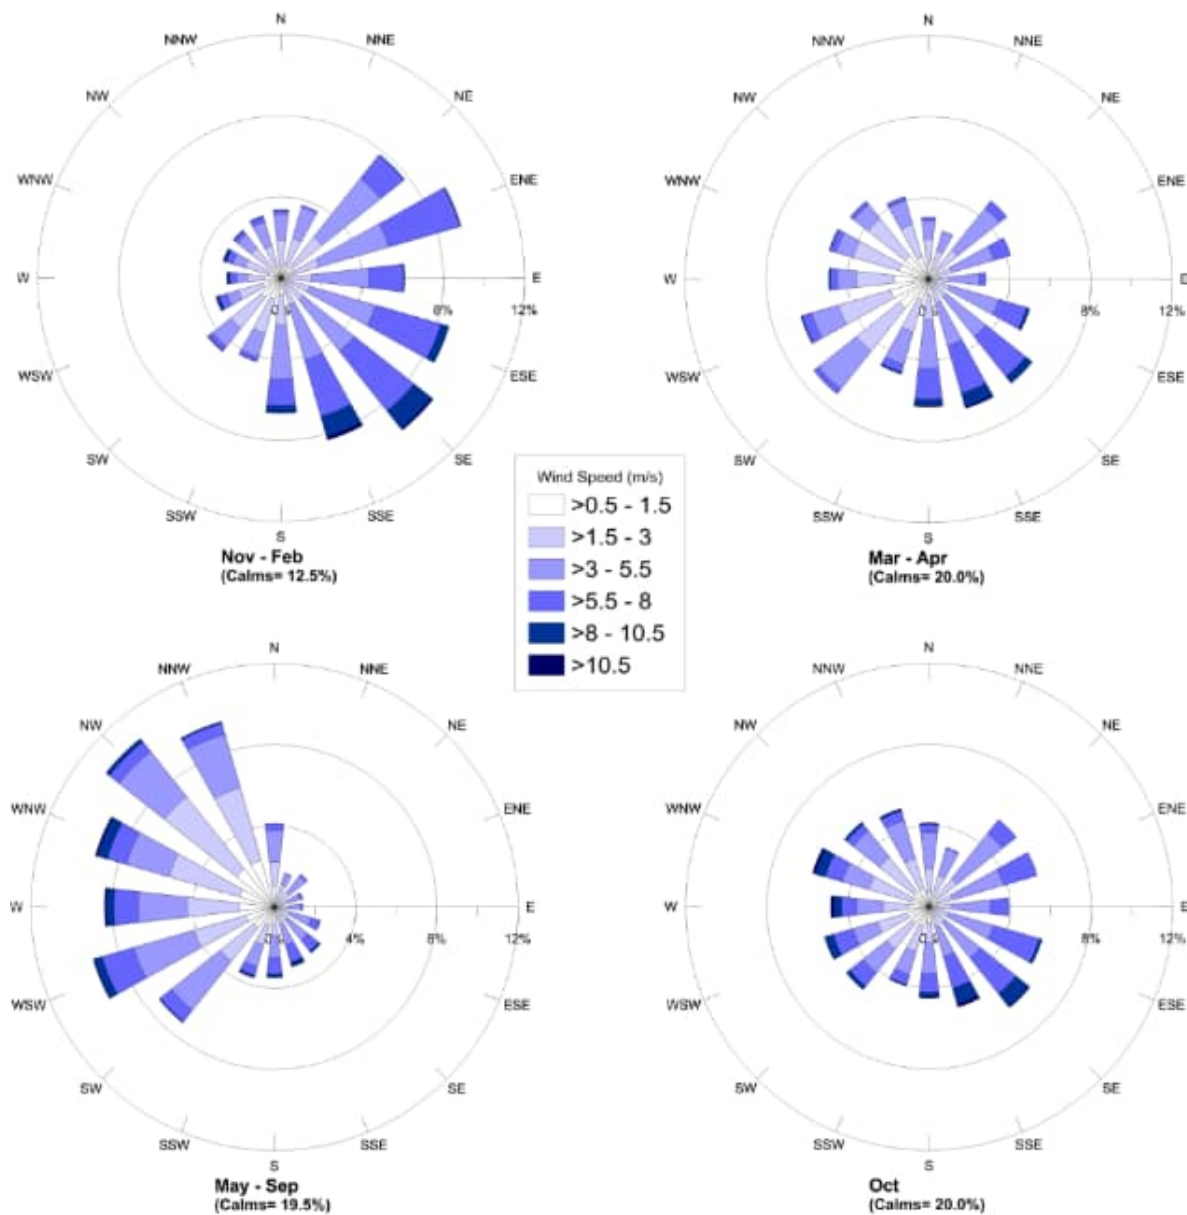 N
NNW
NNE
NW
NE
WNW
ENE
W
E
8%
12%
WSW
ESE
SW
SE
SSW
SSE
S
Nov - Feb
(Calms= 12.5%)
N
NNW
NNE
NW
NE
WNW
ENE
W
8%
12%
WSW
ESE
SW
SE
SSW
SSE
S
Mar - Apr
(Calms= 20.0%)
Wind Speed (m/s)
>0.5 - 1.5
>1.5 - 3
>3 - 5.5
>5.5 - 8
>8 - 10.5
>10.5
N
NNW
NNE
NW
NE
WNW
ENE
W
E
4%
8%
12%
WSW
ESE
SW
SE
SSW
SSE
S
May - Sep
(Calms= 19.5%)
N
NNW
NNE
NW
NE
WNW
ENE
W
E
8%
12%
WSW
ESE
SW
SE
SSW
SSE
S
Oct
(Calms= 20.0%)